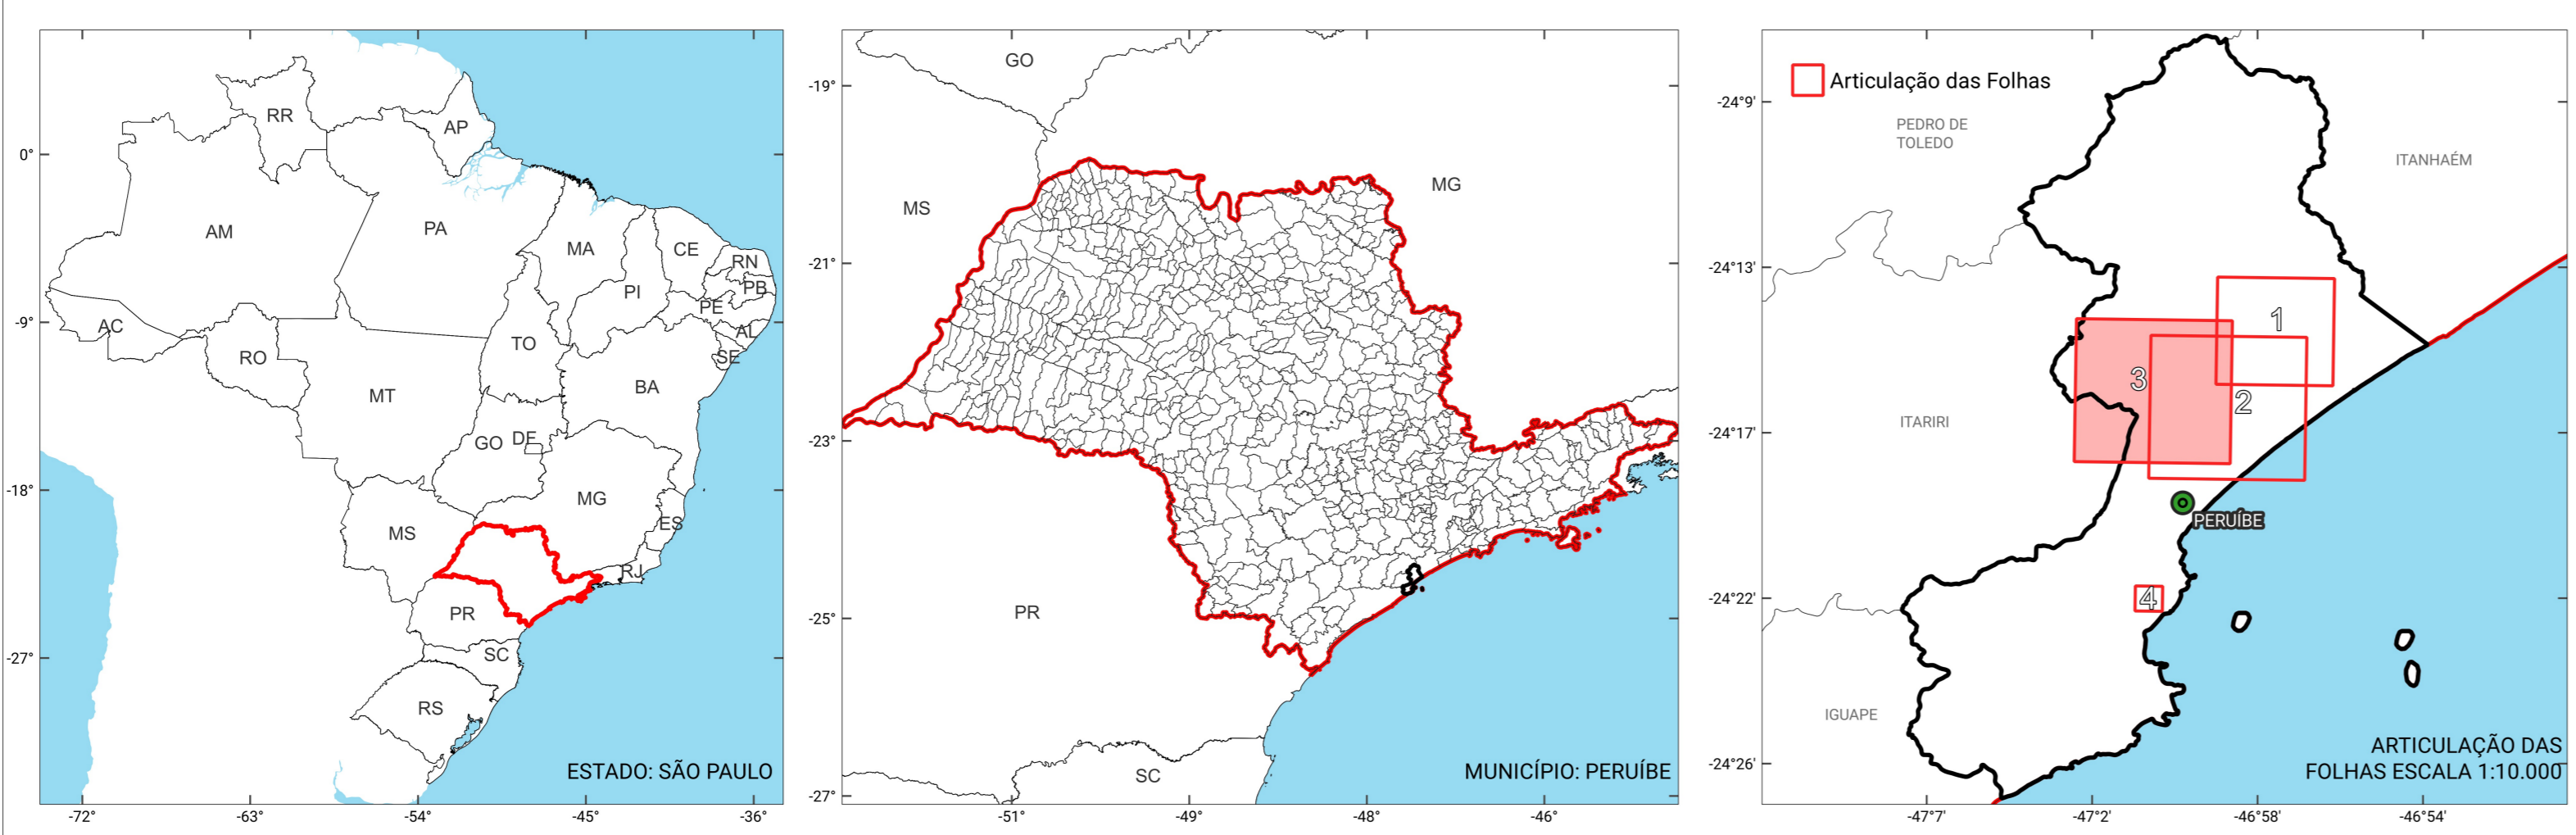 RR
AP
0°
AM
PA
MA
CE
RN
PB
PI
PE
AL
SE
AC
-9°
RO
TO
BA
MT
GO
DF
MG
-18°
MS
ES
RJ
PR
-27°
SC
RS
ESTADO: SÃO PAULO
-72°
-63°
-54°
-45°
-36°
GO
-19°
MG
MS
-21°
-23°
PR
-25°
SC
MUNICÍPIO: PERUÍBE
-27°
-51°
-49°
-48°
-46°
Articulação das Folhas
-24°9'
PEDRO DE
TOLEDO
ITANHAÉM
-24°13'
1
3
2
ITARIRI
-24°17'
PERUÍBE
4
-24°22'
IGUAPE
ARTICULAÇÃO DAS
FOLHAS ESCALA 1:10.000
-24°26'
-47°7'
-47°2'
-46°58'
-46°54'